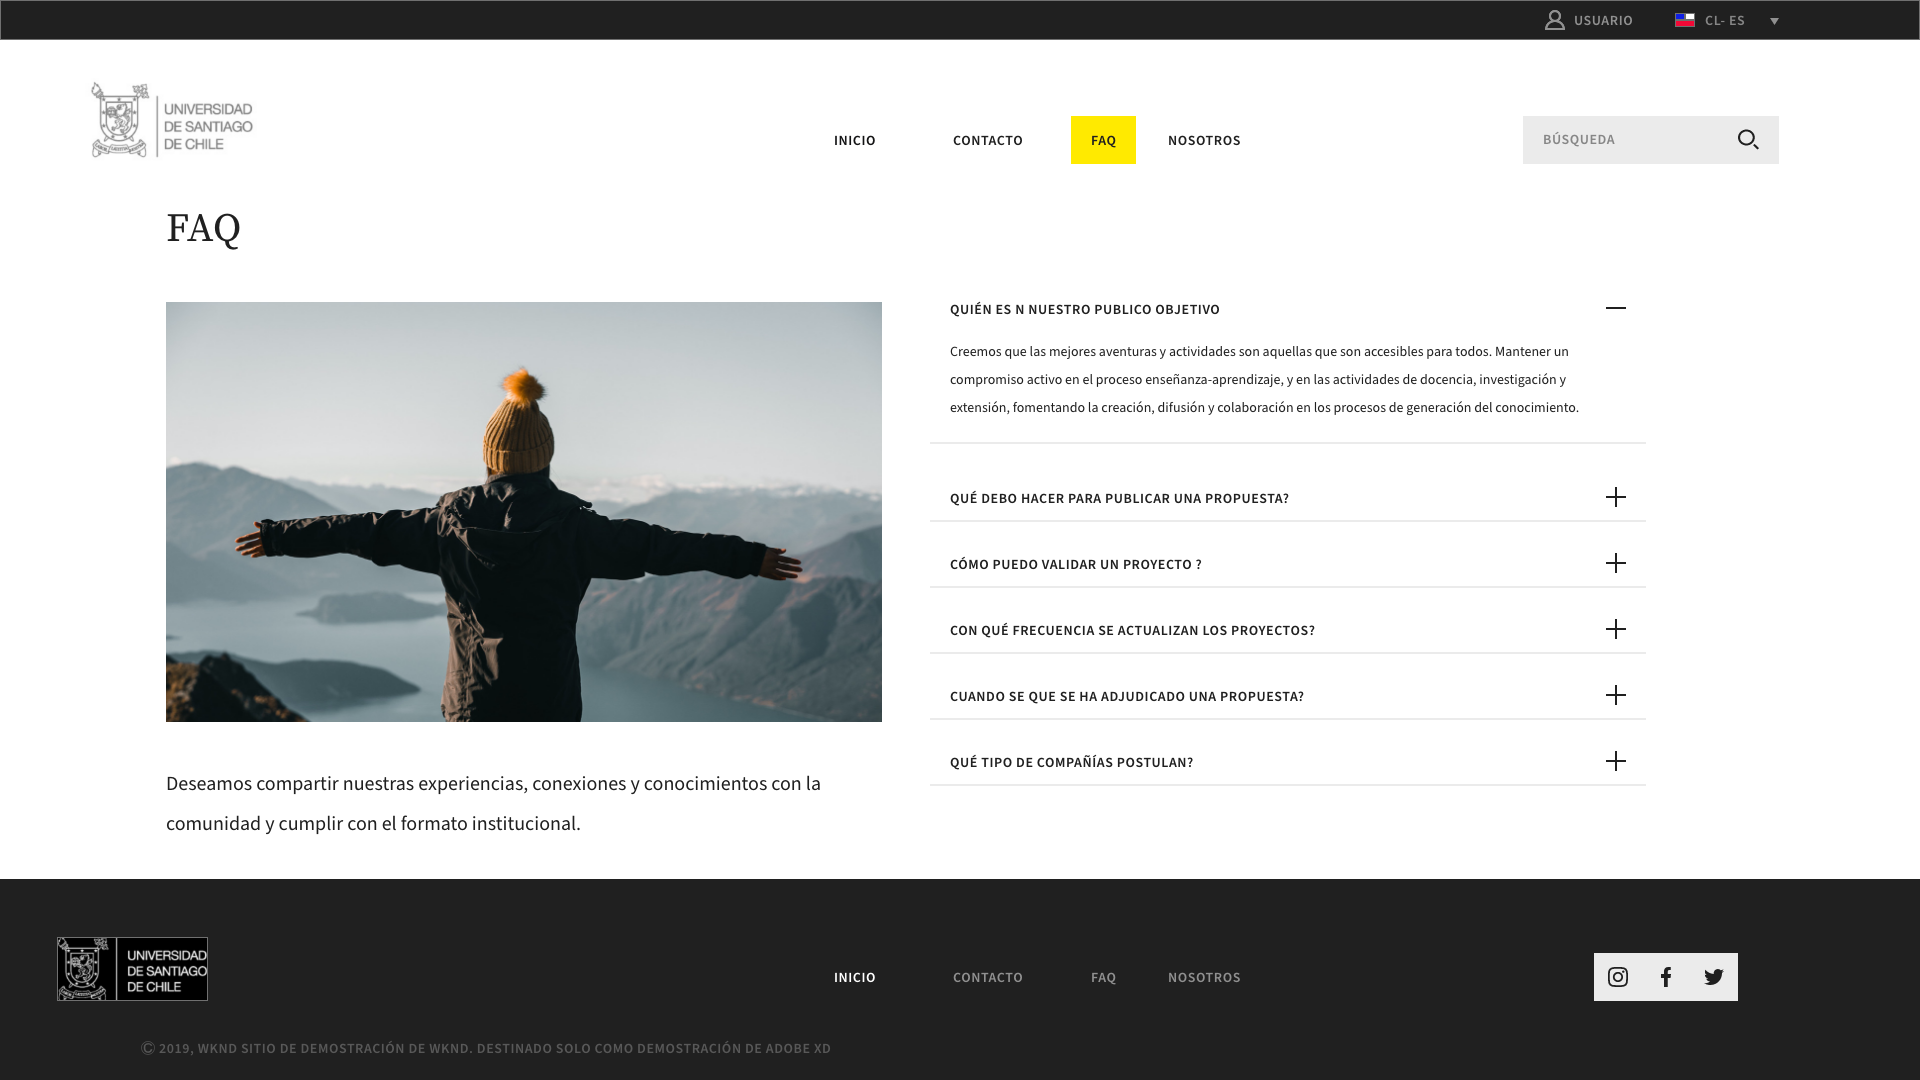 USUARIO
CL- ES
UNIVERSIDAD
DE SANTIAGO
DE CHILE
INICIO
CONTACTO
FAQ
NOSOTROS
BÚSQUEDA
FAQ
QUIÉN ES N NUESTRO PUBLICO OBJETIVO
Creemos que las mejores aventuras y actividades son aquellas que son accesibles para todos. Mantener un
compromiso activo en el proceso enseñanza-aprendizaje, y en las actividades de docencia, investigación y
extensión, fomentando la creación, difusión y colaboración en los procesos de generación del conocimiento.
QUÉ DEBO HACER PARA PUBLICAR UNA PROPUESTA?
CÓMO PUEDO VALIDAR UN PROYECTO ?
CON QUÉ FRECUENCIA SE ACTUALIZAN LOS PROYECTOS?
CUANDO SE QUE SE HA ADJUDICADO UNA PROPUESTA?
QUÉ TIPO DE COMPAÑÍAS POSTULAN?
Deseamos compartir nuestras experiencias, conexiones y conocimientos con la
comunidad y cumplir con el formato institucional.
UNIVERSIDAD
DE SANTIAGO
DE CHILE
INICIO
CONTACTO
FAQ
NOSOTROS
© 2019, WKND SITIO DE DEMOSTRACIÓN DE WKND. DESTINADO SOLO COMO DEMOSTRACIÓN DE ADOBE XD